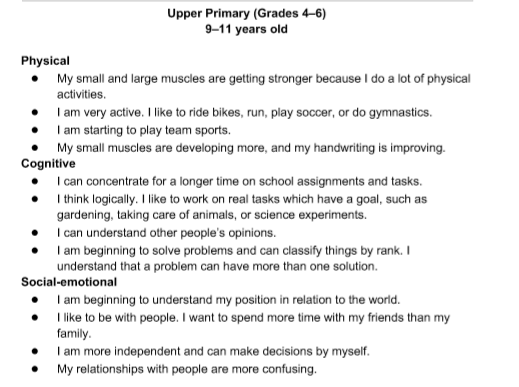 Upper Primary (Grades 4–6)
9–11 years old
Physical
● My small and large muscles are getting stronger because I do a lot of physical
activities.
● I am very active. I like to ride bikes, run, play soccer, or do gymnastics.
● I am starting to play team sports.
● My small muscles are developing more, and my handwriting is improving.
Cognitive
● I can concentrate for a longer time on school assignments and tasks.
● I think logically. I like to work on real tasks which have a goal, such as
gardening, taking care of animals, or science experiments.
● I can understand other people's opinions.
● I am beginning to solve problems and can classify things by rank. I
understand that a problem can have more than one solution.
Social-emotional
● I am beginning to understand my position in relation to the world.
● I like to be with people. I want to spend more time with my friends than my
family.
● I am more independent and can make decisions by myself.
● My relationships with people are more confusing.